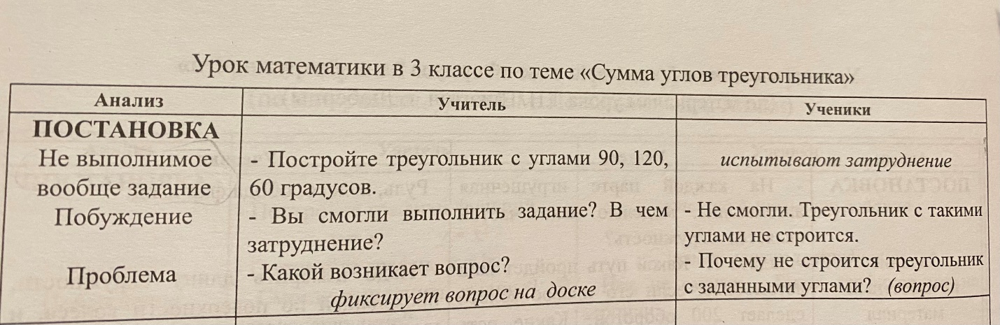 Урок математики в 3 классе по теме «Сумма углов треугольника»
Анализ
Учитель
Ученики
ПОСТАНОВКА
Не выполнимое
вообще задание
- Постройте треугольник с углами 90, 120,
60 градусов.
испытывают затруднение
Побуждение
- Вы смогли выполнить задание? В чем
затруднение?
- Не смогли. Треугольник с такими
углами не строится.
Проблема
- Какой возникает вопрос?
фиксирует вопрос на доске
- Почему не строится треугольник
с заданными углами? (вопрос)